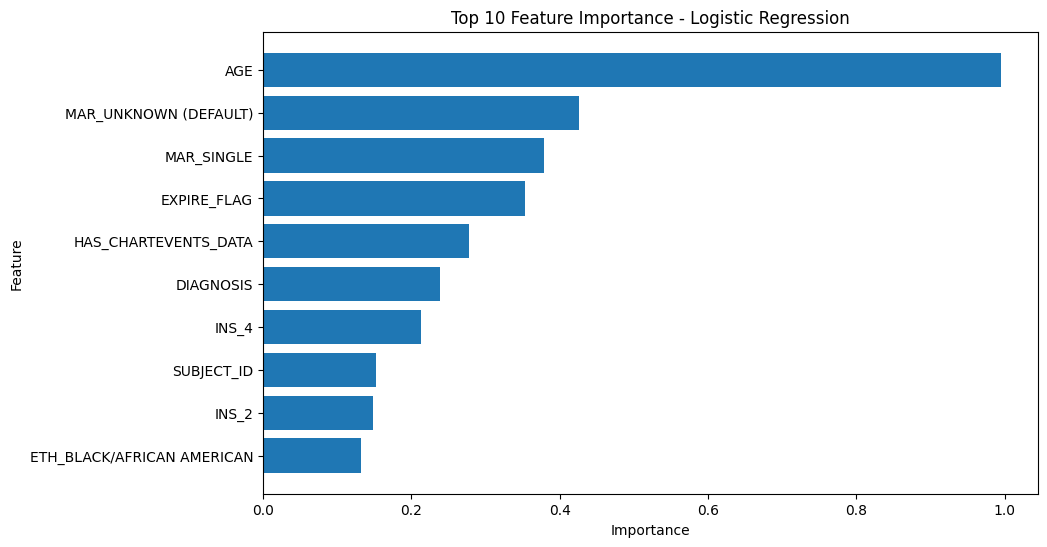 Top 10 Feature Importance - Logistic Regression
AGE
MAR_UNKNOWN (DEFAULT)
MAR_SINGLE
EXPIRE_FLAG
HAS_CHARTEVENTS_DATA
DIAGNOSIS
INS_4
SUBJECT_ID
INS_2
ETH_BLACK/AFRICAN AMERICAN
Feature
0.0 0.2 0.4 0.6 0.8 1.0
Importance